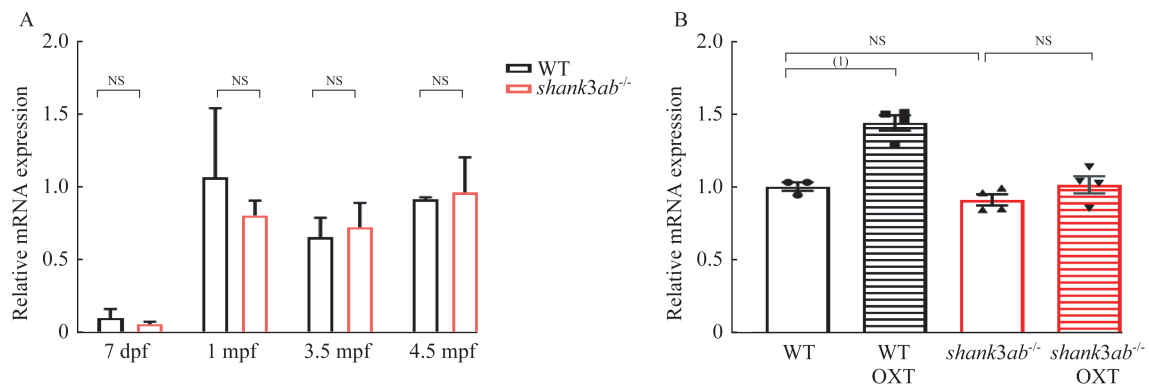 A
Relative mRNA expression
2.0
1.5
1.0
0.5
0
NS
NS
NS
NS
7 dpf
1 mpf
3.5 mpf
4.5 mpf
WT
shank3ab-/-
B
Relative mRNA expression
2.0
1.5
1.0
0.5
0
NS
NS
(1)
WT
WT
OXT
shank3ab-/-
shank3ab-/-
OXT